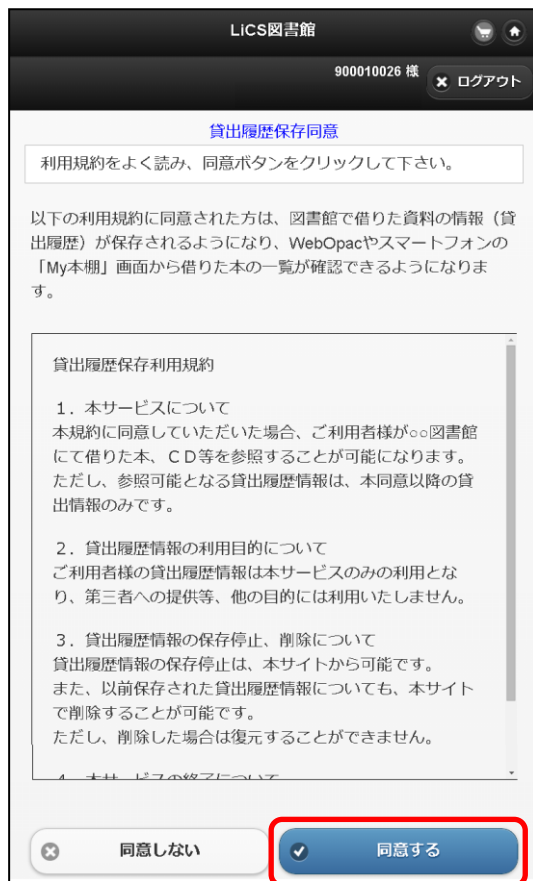 LiCS図書館
900010026 様
ログアウト
貸出履歴保存同意
利用規約をよく読み、同意ボタンをクリックして下さい。
以下の利用規約に同意された方は、図書館で借りた資料の情報（貸
出履歴）が保存されるようになり、WebOpacやスマートフォンの
「My本棚」画面から借りた本の一覧が確認できるようになりま
す。
貸出履歴保存利用規約
１．本サービスについて
本規約に同意していただいた場合、ご利用者様が○○図書館
にて借りた本、ＣＤ等を参照することが可能になります。
ただし、参照可能となる貸出履歴情報は、本同意以降の貸
出情報のみです。
２．貸出履歴情報の利用目的について
ご利用者様の貸出履歴情報は本サービスのみの利用とな
り、第三者への提供等、他の目的には利用いたしません。
３．貸出履歴情報の保存停止、削除について
貸出履歴情報の保存停止は、本サイトから可能です。
また、以前保存された貸出履歴情報についても、本サイト
で削除することが可能です。
ただし、削除した場合は復元することができません。
４．本サービスの終了について
同意しない
同意する